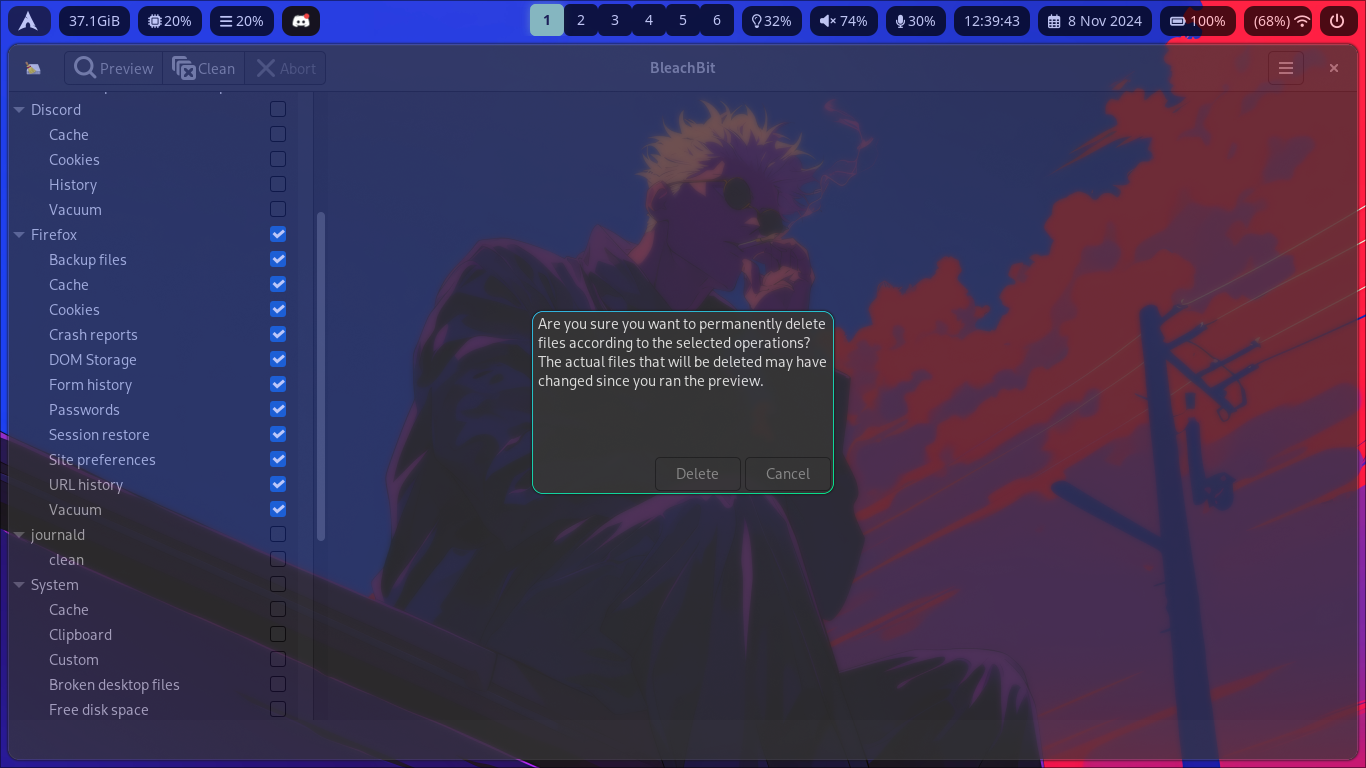 37.1GiB
20%
20%
1
2
3
4
5
6
32%
74%
30%
12:39:43
8 Nov 2024
100%
(68%)
Preview
Clean
Abort
BleachBit
Discord
Cache
Cookies
History
Vacuum
Firefox
Backup files
Cache
Cookies
Crash reports
DOM Storage
Form history
Passwords
Session restore
Site preferences
URL history
Vacuum
journald
clean
System
Cache
Clipboard
Custom
Broken desktop files
Free disk space
Are you sure you want to permanently delete
files according to the selected operations?
The actual files that will be deleted may have
changed since you ran the preview.
Delete
Cancel